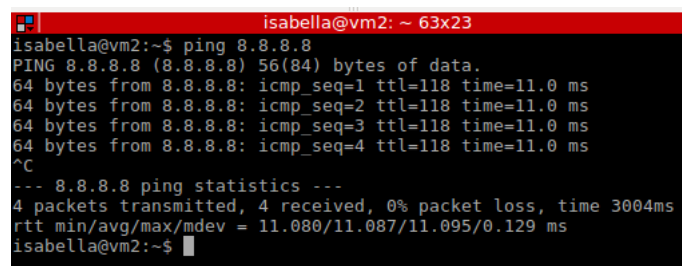 isabella@vm2: ~ 63x23
isabella@vm2:~$ ping 8.8.8.8
PING 8.8.8.8 (8.8.8.8) 56(84) bytes of data.
64 bytes from 8.8.8.8: icmp_seq=1 ttl=118 time=11.0 ms
64 bytes from 8.8.8.8: icmp_seq=2 ttl=118 time=11.0 ms
64 bytes from 8.8.8.8: icmp_seq=3 ttl=118 time=11.0 ms
64 bytes from 8.8.8.8: icmp_seq=4 ttl=118 time=11.0 ms
^C
--- 8.8.8.8 ping statistics ---
4 packets transmitted, 4 received, 0% packet loss, time 3004ms
rtt min/avg/max/mdev = 11.080/11.087/11.095/0.129 ms
isabella@vm2:~$